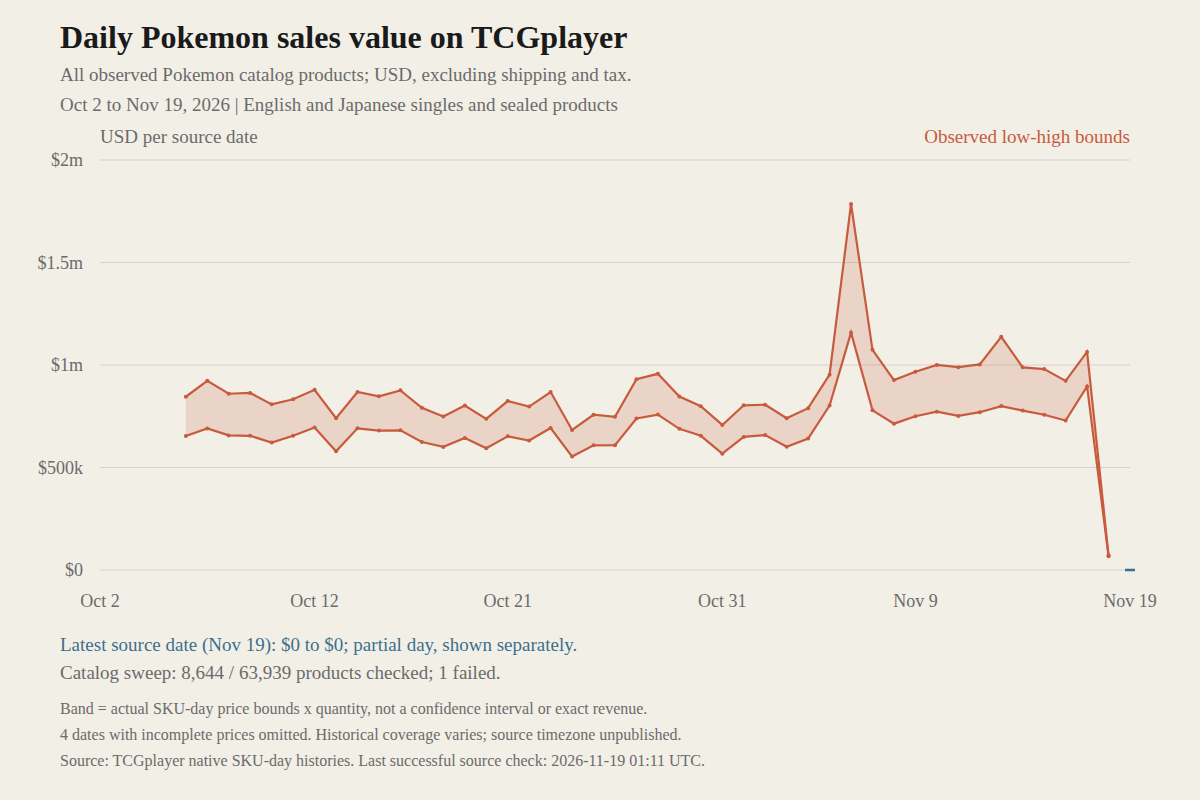 Daily Pokemon sales value on TCGplayer
All observed Pokemon catalog products; USD, excluding shipping and tax.
Oct 2 to Nov 19, 2026 | English and Japanese singles and sealed products
USD per source date
Observed low-high bounds
$2m
$1.5m
$1m
$500k
$0
Oct 2
Oct 12
Oct 21
Oct 31
Nov 9
Nov 19
Latest source date (Nov 19): $0 to $0; partial day, shown separately.
Catalog sweep: 8,644 / 63,939 products checked; 1 failed.
Band = actual SKU-day price bounds x quantity, not a confidence interval or exact revenue.
4 dates with incomplete prices omitted. Historical coverage varies; source timezone unpublished.
Source: TCGplayer native SKU-day histories. Last successful source check: 2026-11-19 01:11 UTC.